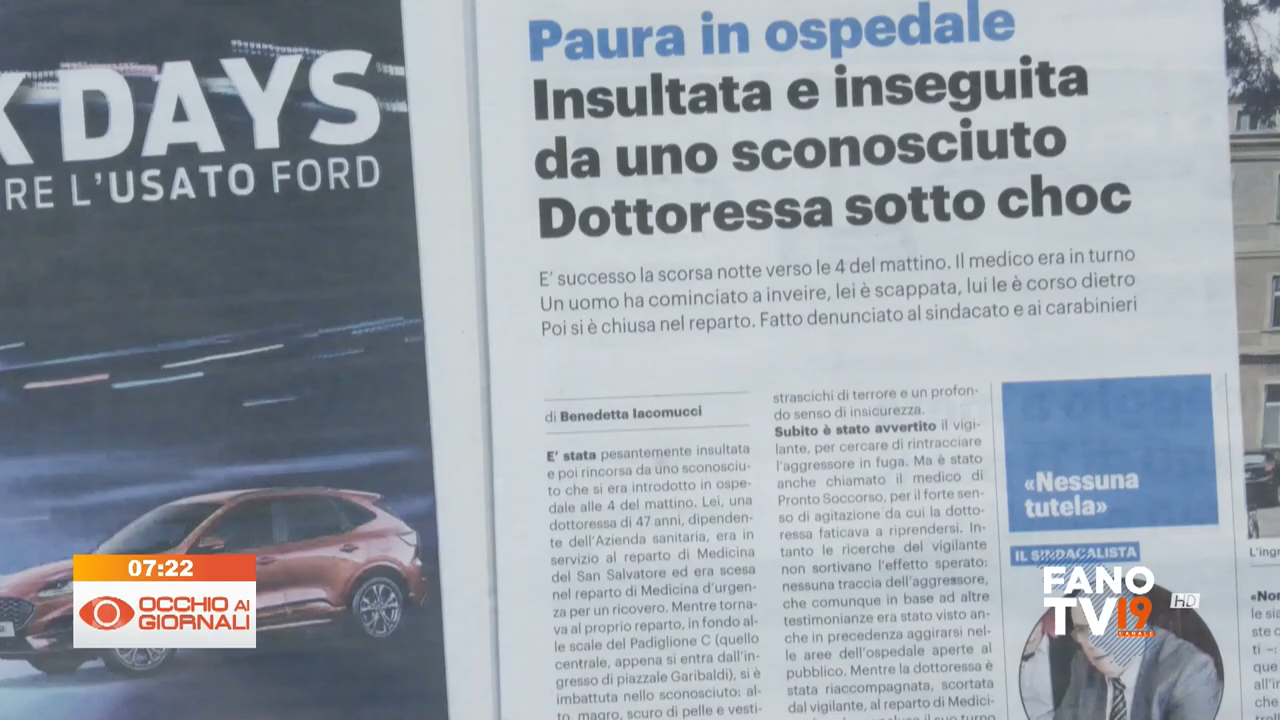 K DAYS
RE L'USATO FORD
Paura in ospedale
Insultata e inseguita
da uno sconosciuto
Dottoressa sotto choc
E' successo la scorsa notte verso le 4 del mattino. Il medico era in turno
Un uomo ha cominciato a inveire, lei è scappata, lui le è corso dietro
Poi si è chiusa nel reparto. Fatto denunciato al sindacato e ai carabinieri
di Benedetta Iacomucci
E' stata pesantemente insultata
e poi rincorsa da uno sconosciu-
to che si era introdotto in ospe-
dale alle 4 del mattino. Lei, una
dottoressa di 47 anni, dipenden-
te dell'Azienda sanitaria, era in
servizio al reparto di Medicina
del San Salvatore ed era scesa
nel reparto di Medicina d'urgen-
za per un ricovero. Mentre torna-
va al proprio reparto, in fondo al-
le scale del Padiglione C (quello
centrale, appena si entra dall'in-
gresso di piazzale Garibaldi), si è
imbattuta nello sconosciuto: al-
to, magro, scuro di pelle e vesti-
strascichi di terrore e un profon-
do senso di insicurezza.
Subito è stato avvertito il vigi-
lante, per cercare di rintracciare
l'aggressore in fuga. Ma è stato
anche chiamato il medico di
Pronto Soccorso, per il forte sen-
so di agitazione da cui la dotto-
ressa faticava a riprendersi. In-
tanto le ricerche del vigilante
non sortivano l'effetto sperato:
nessuna traccia dell'aggressore,
che comunque in base ad altre
testimonianze era stato visto an-
che in precedenza aggirarsi nel-
le aree dell'ospedale aperte al
pubblico. Mentre la dottoressa è
stata riaccompagnata, scortata
dal vigilante, al reparto di Medici-
«Nessuna
tutela»
IL SINDACALISTA
L'ingr
«Non
07:22
OCCHIO AI
GIORNALI
FANO
TV19
CANALE
HD